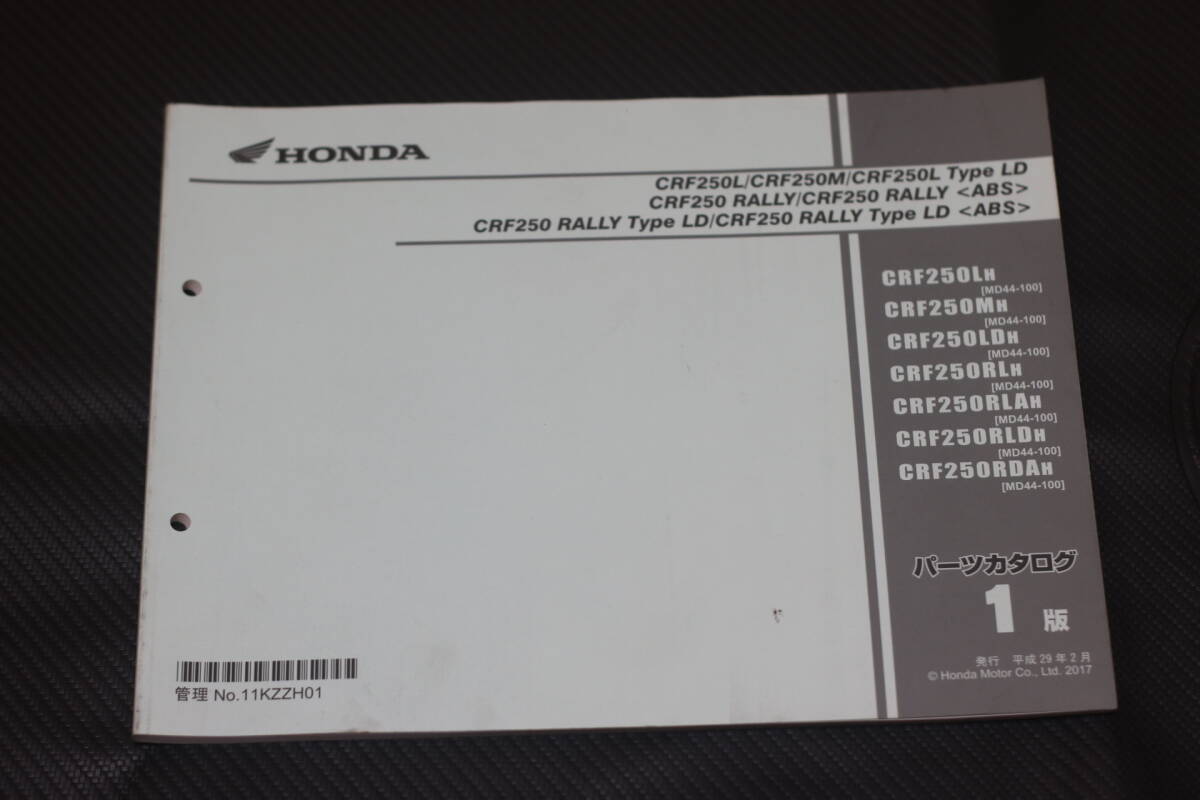 HONDA
CRF250L/CRF250M/CRF250L Type LD
CRF250 RALLY/CRF250 RALLY <ABS>
CRF250 RALLY Type LD/CRF250 RALLY Type LD <ABS>
CRF250LH
[MD44-100]
CRF250MH
[MD44-100]
CRF250LDH
[MD44-100]
CRF250RLH
[MD44-100]
CRF250RLAH
[MD44-100]
CRF250RLDH
[MD44-100]
CRF250RDAH
[MD44-100]
パーツカタログ
1 版
発行 平成29年2月
© Honda Motor Co., Ltd. 2017
管理 No.11KZZH01